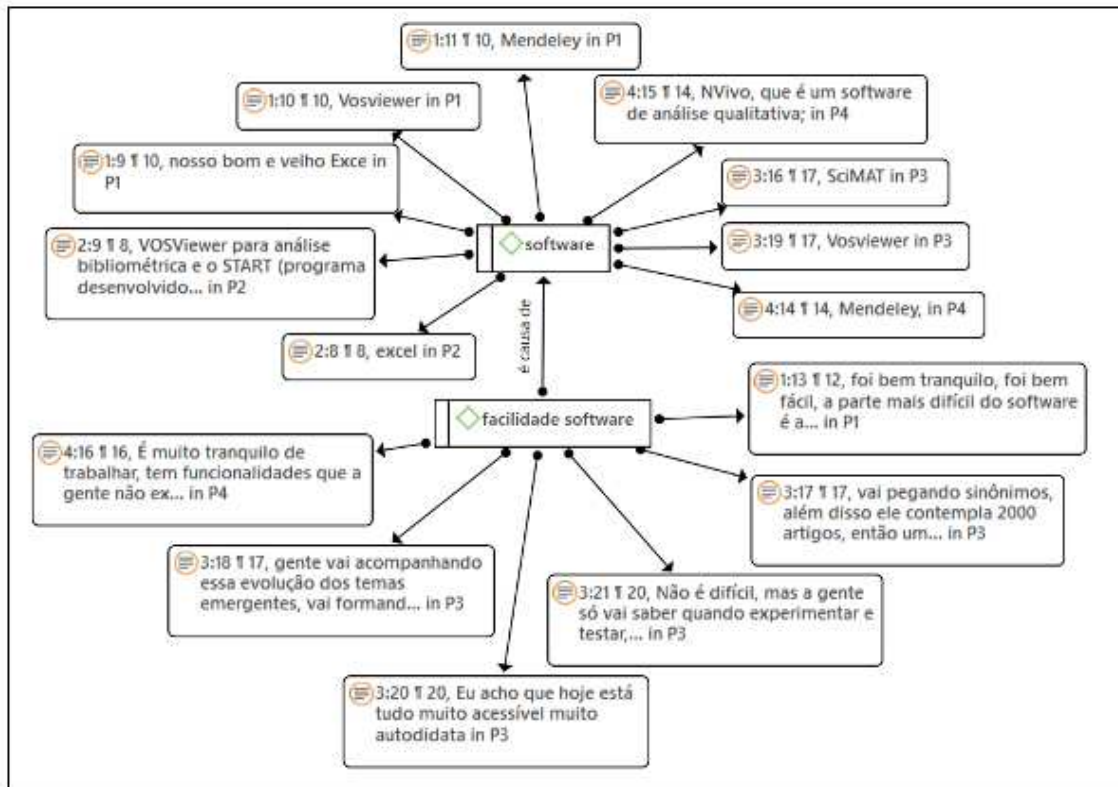 1:11 ¶ 10, Mendeley in P1
1:10 ¶ 10, Vosviewer in P1
4:15 ¶ 14, NVivo, que é um software
de análise qualitativa; in P4
1:9 ¶ 10, nosso bom e velho Exce in
P1
3:16 ¶ 17, SciMAT in P3
2:9 ¶ 8, VOSViewer para análise
bibliométrica e o START (programa
desenvolvido... in P2
software
3:19 ¶ 17, Vosviewer in P3
4:14 ¶ 14, Mendeley, in P4
2:8 ¶ 8, excel in P2
é causa de
1:13 ¶ 12, foi bem tranquilo, foi bem
fácil, a parte mais difícil do software
é a... in P1
facilidade software
4:16 ¶ 16, É muito tranquilo de
trabalhar, tem funcionalidades que a
gente não ex... in P4
3:17 ¶ 17, vai pegando sinônimos,
além disso ele contempla 2000
artigos, então um... in P3
3:18 ¶ 17, gente vai acompanhando
essa evolução dos temas
emergentes, vai formand... in P3
3:21 ¶ 20, Não é difícil, mas a gente
só vai saber quando experimentar e
testar,... in P3
3:20 ¶ 20, Eu acho que hoje está
tudo muito acessível muito
autodidata in P3